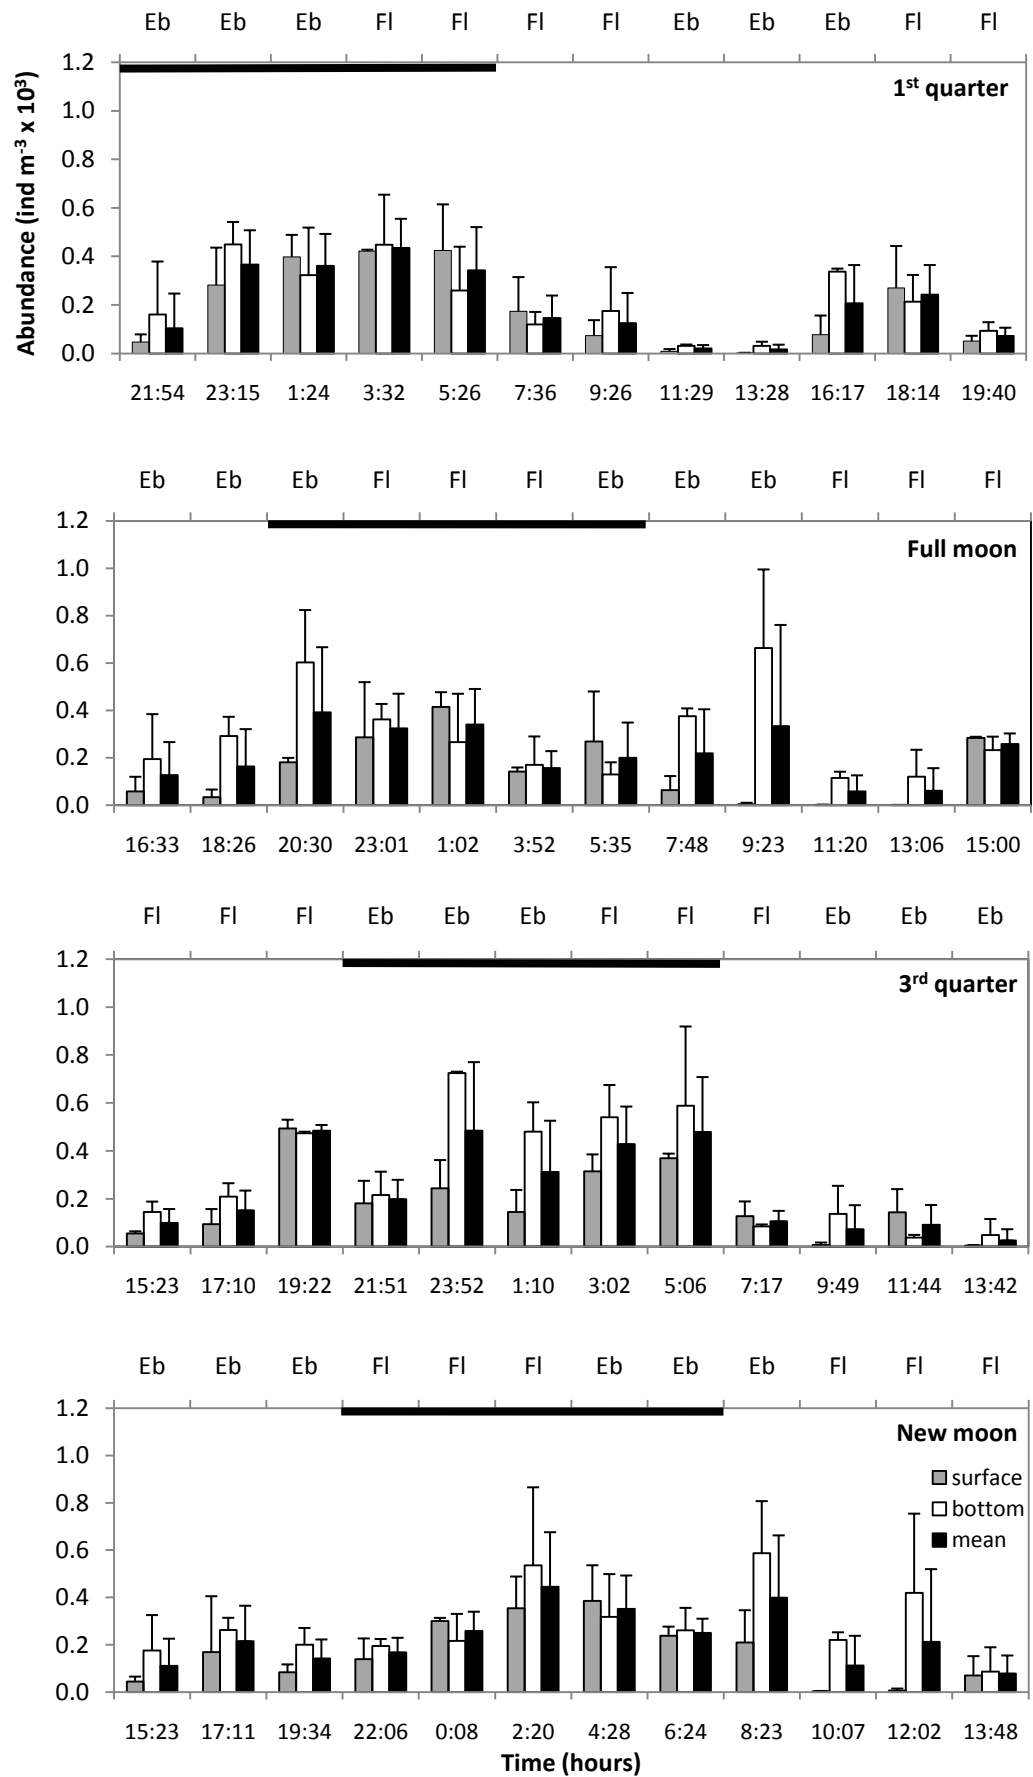 Eb Eb Eb Fl Fl Fl Fl Eb Eb Eb Fl Fl
Abundance (ind m⁻³ x 10³)
1.2
1st quarter
1.0
0.8
0.6
0.4
0.2
0.0
21:54 23:15 1:24 3:32 5:26 7:36 9:26 11:29 13:28 16:17 18:14 19:40
Eb Eb Eb Fl Fl Fl Eb Eb Eb Fl Fl Fl
1.2
Full moon
1.0
0.8
0.6
0.4
0.2
0.0
16:33 18:26 20:30 23:01 1:02 3:52 5:35 7:48 9:23 11:20 13:06 15:00
Fl Fl Fl Eb Eb Eb Fl Fl Fl Eb Eb Eb
1.2
3rd quarter
1.0
0.8
0.6
0.4
0.2
0.0
15:23 17:10 19:22 21:51 23:52 1:10 3:02 5:06 7:17 9:49 11:44 13:42
Eb Eb Eb Fl Fl Fl Eb Eb Eb Fl Fl Fl
1.2
New moon
1.0
surface
0.8
bottom
mean
0.6
0.4
0.2
0.0
15:23 17:11 19:34 22:06 0:08 2:20 4:28 6:24 8:23 10:07 12:02 13:48
Time (hours)